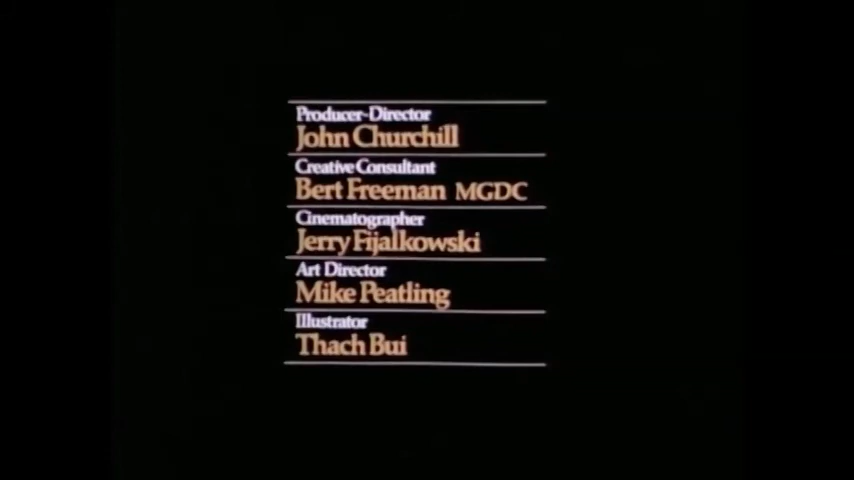 Producer-Director
John Churchill
Creative Consultant
Bert Freeman MGDC
Cinematographer
Jerry Fijalkowski
Art Director
Mike Peatling
Illustrator
Thach Bui